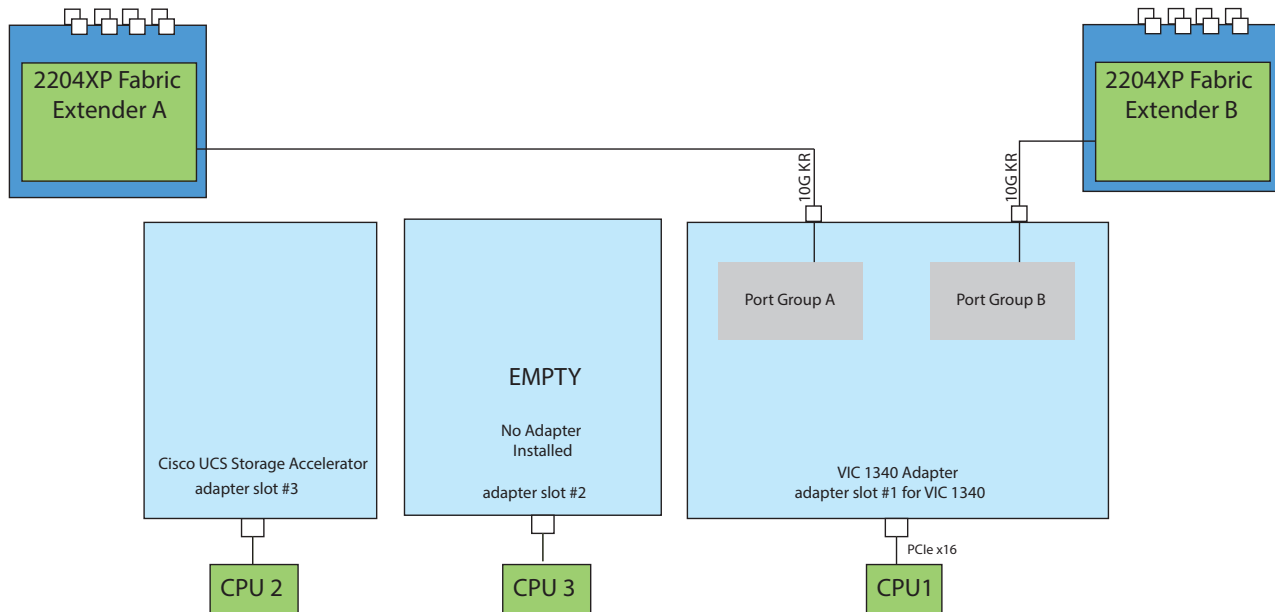 2204XP Fabric
Extender A
2204XP Fabric
Extender B
10G KR
10G KR
Port Group A
Port Group B
EMPTY
No Adapter
Installed
adapter slot #2
Cisco UCS Storage Accelerator
adapter slot #3
VIC 1340 Adapter
adapter slot #1 for VIC 1340
PCIe x16
CPU 2
CPU 3
CPU1